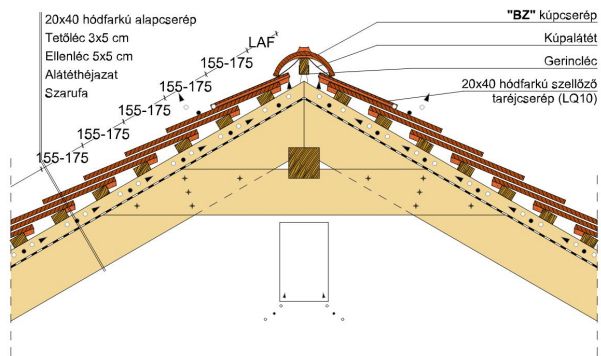 20x40 hódfarkú alapcserép
Tetőléc 3x5 cm
Ellenléc 5x5 cm
Alátéthéjazat
Szarufa
LAF
155-175
155-175
155-175
155-175
155-175
"BZ" kúpcserép
Kúpalátét
Gerincléc
20x40 hódfarkú szellőző
taréjcserép (LQ10)